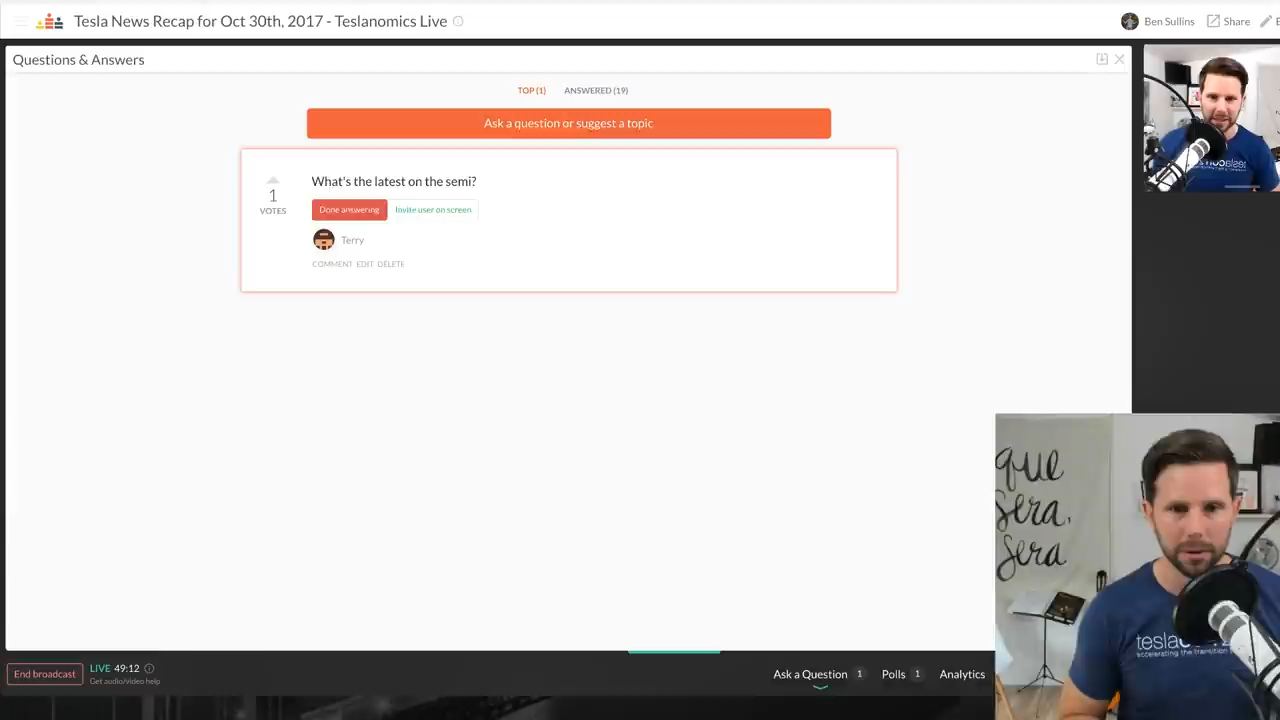 Tesla News Recap for Oct 30th, 2017 - Teslanomics Live
Ben Sullins
Share
Questions & Answers
TOP (1)
ANSWERED (19)
Ask a question or suggest a topic
1
VOTES
What's the latest on the semi?
Done answering
Invite user on screen
Terry
COMMENT EDIT DELETE
que
sera,
sera
accelerating the transition
End broadcast
LIVE 49:12
Get audio/video help
Ask a Question 1
Polls 1
Analytics